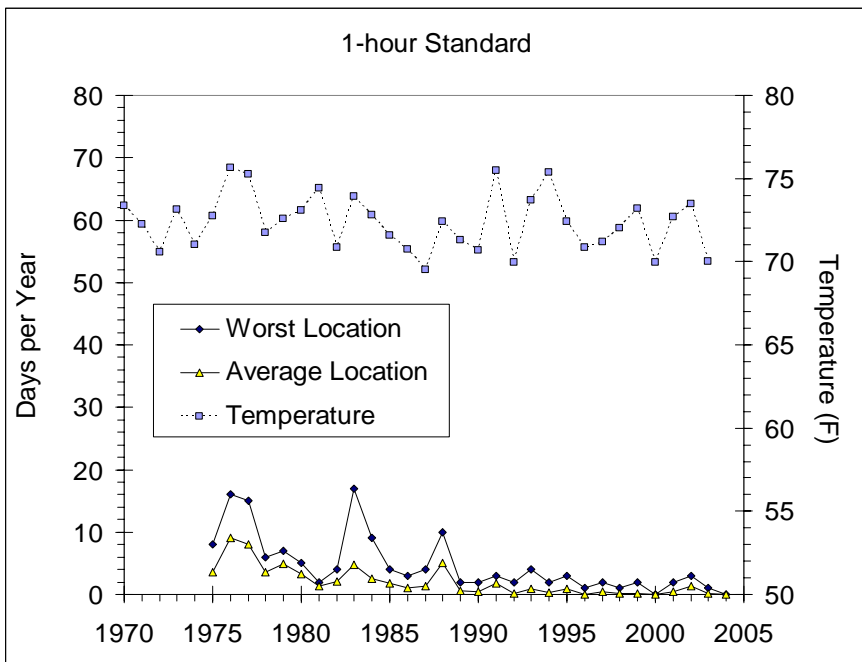 1-hour Standard
80
70
60
50
40
30
20
10
0
Days per Year
80
75
70
65
60
55
50
Temperature (F)
Worst Location
Average Location
Temperature
1970 1975 1980 1985 1990 1995 2000 2005